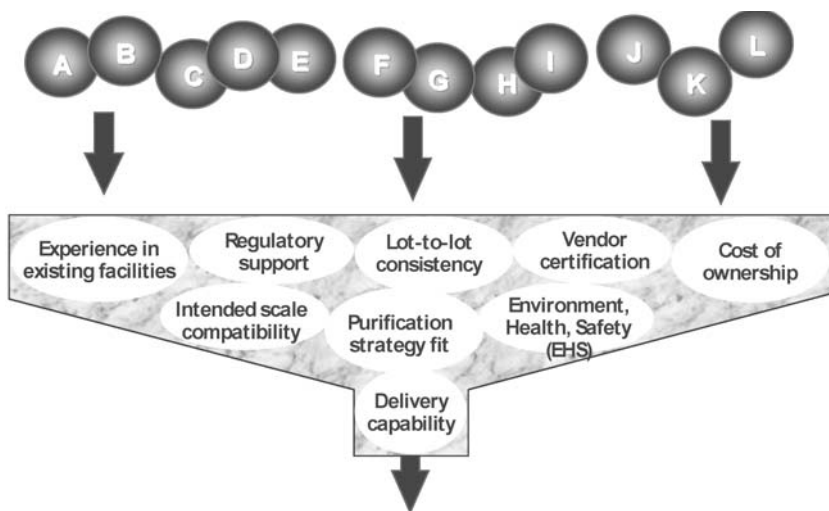 A B C D E F G H I J K L
Experience in
existing facilities
Regulatory
support
Lot-to-lot
consistency
Vendor
certification
Cost of
ownership
Intended scale
compatibility
Purification
strategy fit
Environment,
Health, Safety
(EHS)
Delivery
capability